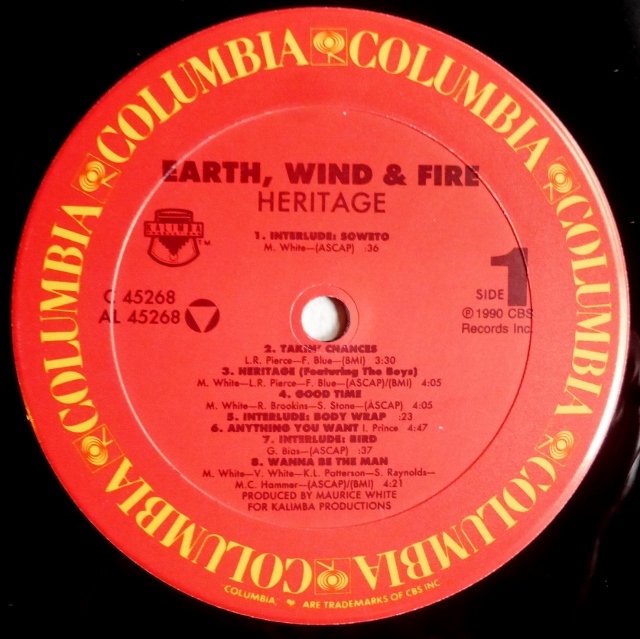 COLUMBIA COLUMBIA COLUMBIA COLUMBIA COLUMBIA COLUMBIA COLUMBIA COLUMBIA
EARTH, WIND & FIRE
HERITAGE
1. INTERLUDE: SOWETO
M. White—(ASCAP) :36
KALIMBA
TM
C 45268
AL 45268
SIDE 1
℗ 1990 CBS
Records Inc.
2. TAKIN' CHANCES
L.R. Pierce—F. Blue—(BMI) 3:30
3. HERITAGE (Featuring The Boys)
M. White—L.R. Pierce—F. Blue—(ASCAP)/(BMI) 4:05
4. GOOD TIME
M. White—R. Brookins—S. Stone—(ASCAP) 4:05
5. INTERLUDE: BODY WRAP :23
6. ANYTHING YOU WANT I. Prince 4:47
7. INTERLUDE: BIRD
G. Bias—(ASCAP) :37
8. WANNA BE THE MAN
M. White—V. White—K.L. Patterson—S. Raynolds—
M.C. Hammer—(ASCAP)/(BMI) 4:21
PRODUCED BY MAURICE WHITE
FOR KALIMBA PRODUCTIONS
COLUMBIA, ARE TRADEMARKS OF CBS INC.